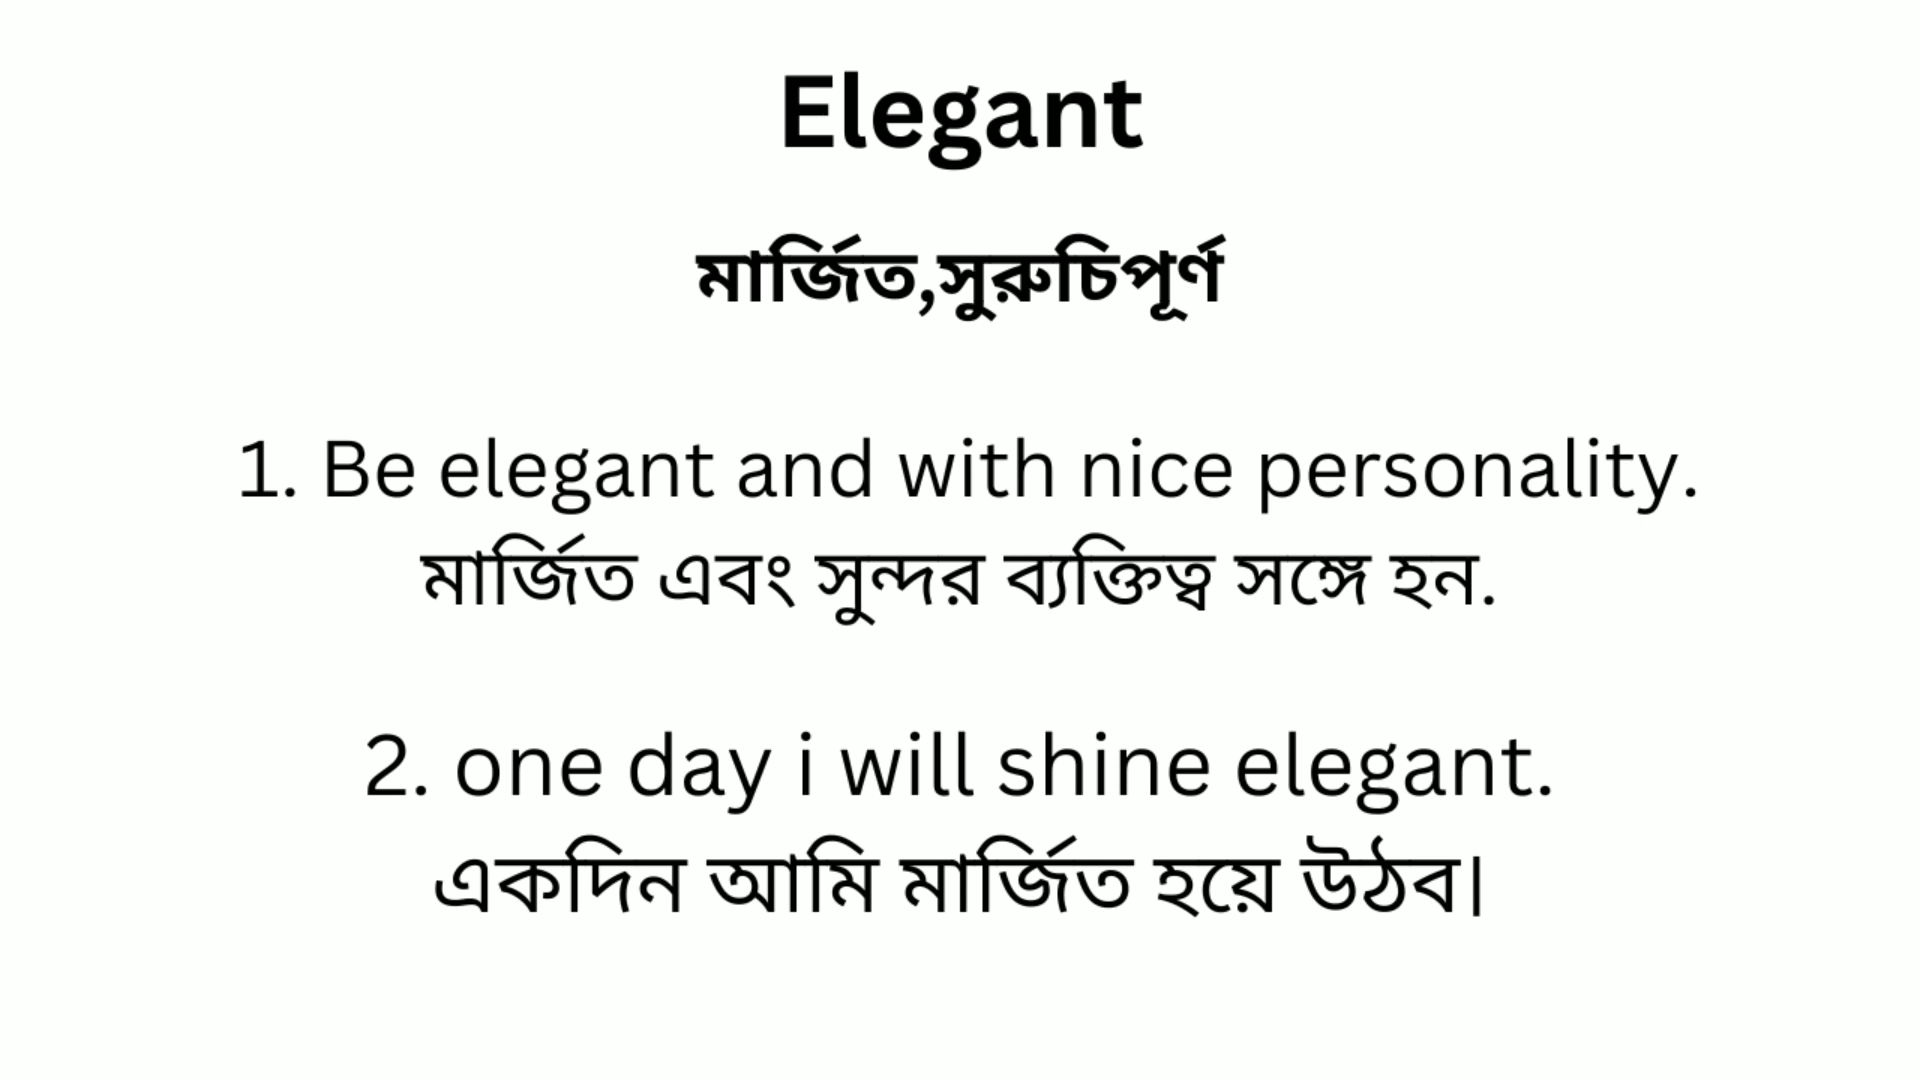 Elegant
মার্জিত,সুরুচিপূর্ণ
1. Be elegant and with nice personality.
মার্জিত এবং সুন্দর ব্যক্তিত্ব সঙ্গে হন.
2. one day i will shine elegant.
একদিন আমি মার্জিত হয়ে উঠব।